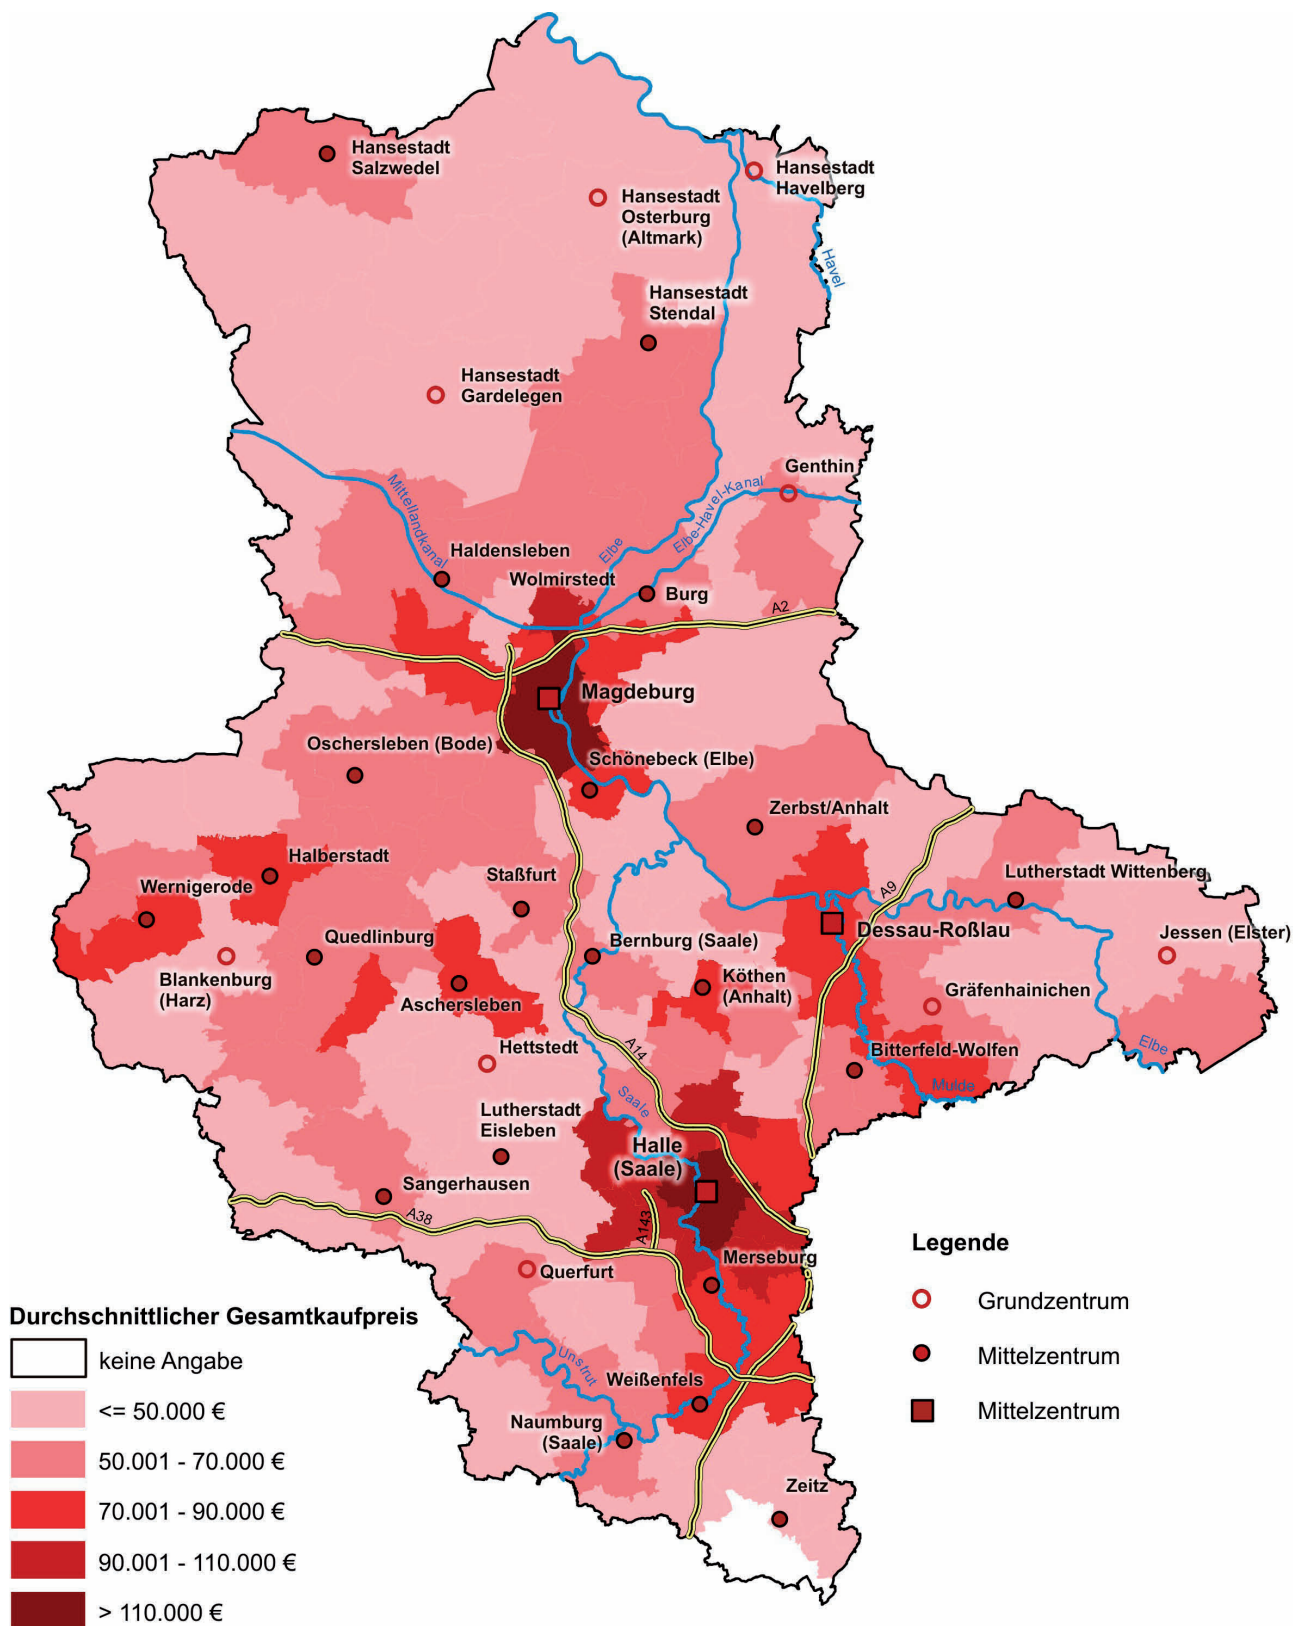 Hansestadt
Salzwedel
Hansestadt
Havelberg
Hansestadt
Osterburg
(Altmark)
Havel
Hansestadt
Stendal
Hansestadt
Gardelegen
Genthin
Mittellandkanal
Elbe-Havel-Kanal
Elbe
Haldensleben
Wolmirstedt
Burg
A2
Magdeburg
Oschersleben (Bode)
Schönebeck (Elbe)
Zerbst/Anhalt
Halberstadt
Wernigerode
Staßfurt
A9
Lutherstadt Wittenberg
Quedlinburg
Bernburg (Saale)
Dessau-Roßlau
Jessen (Elster)
Blankenburg
(Harz)
Aschersleben
Köthen
(Anhalt)
Gräfenhainichen
Hettstedt
A14
Bitterfeld-Wolfen
Elbe
Mulde
Saale
Lutherstadt
Eisleben
Halle
(Saale)
Sangerhausen
A38
A143
Merseburg
Querfurt
Unstrut
Weißenfels
Naumburg
(Saale)
Zeitz
Legende
Grundzentrum
Mittelzentrum
Mittelzentrum
Durchschnittlicher Gesamtkaufpreis
keine Angabe
<= 50.000 €
50.001 - 70.000 €
70.001 - 90.000 €
90.001 - 110.000 €
> 110.000 €